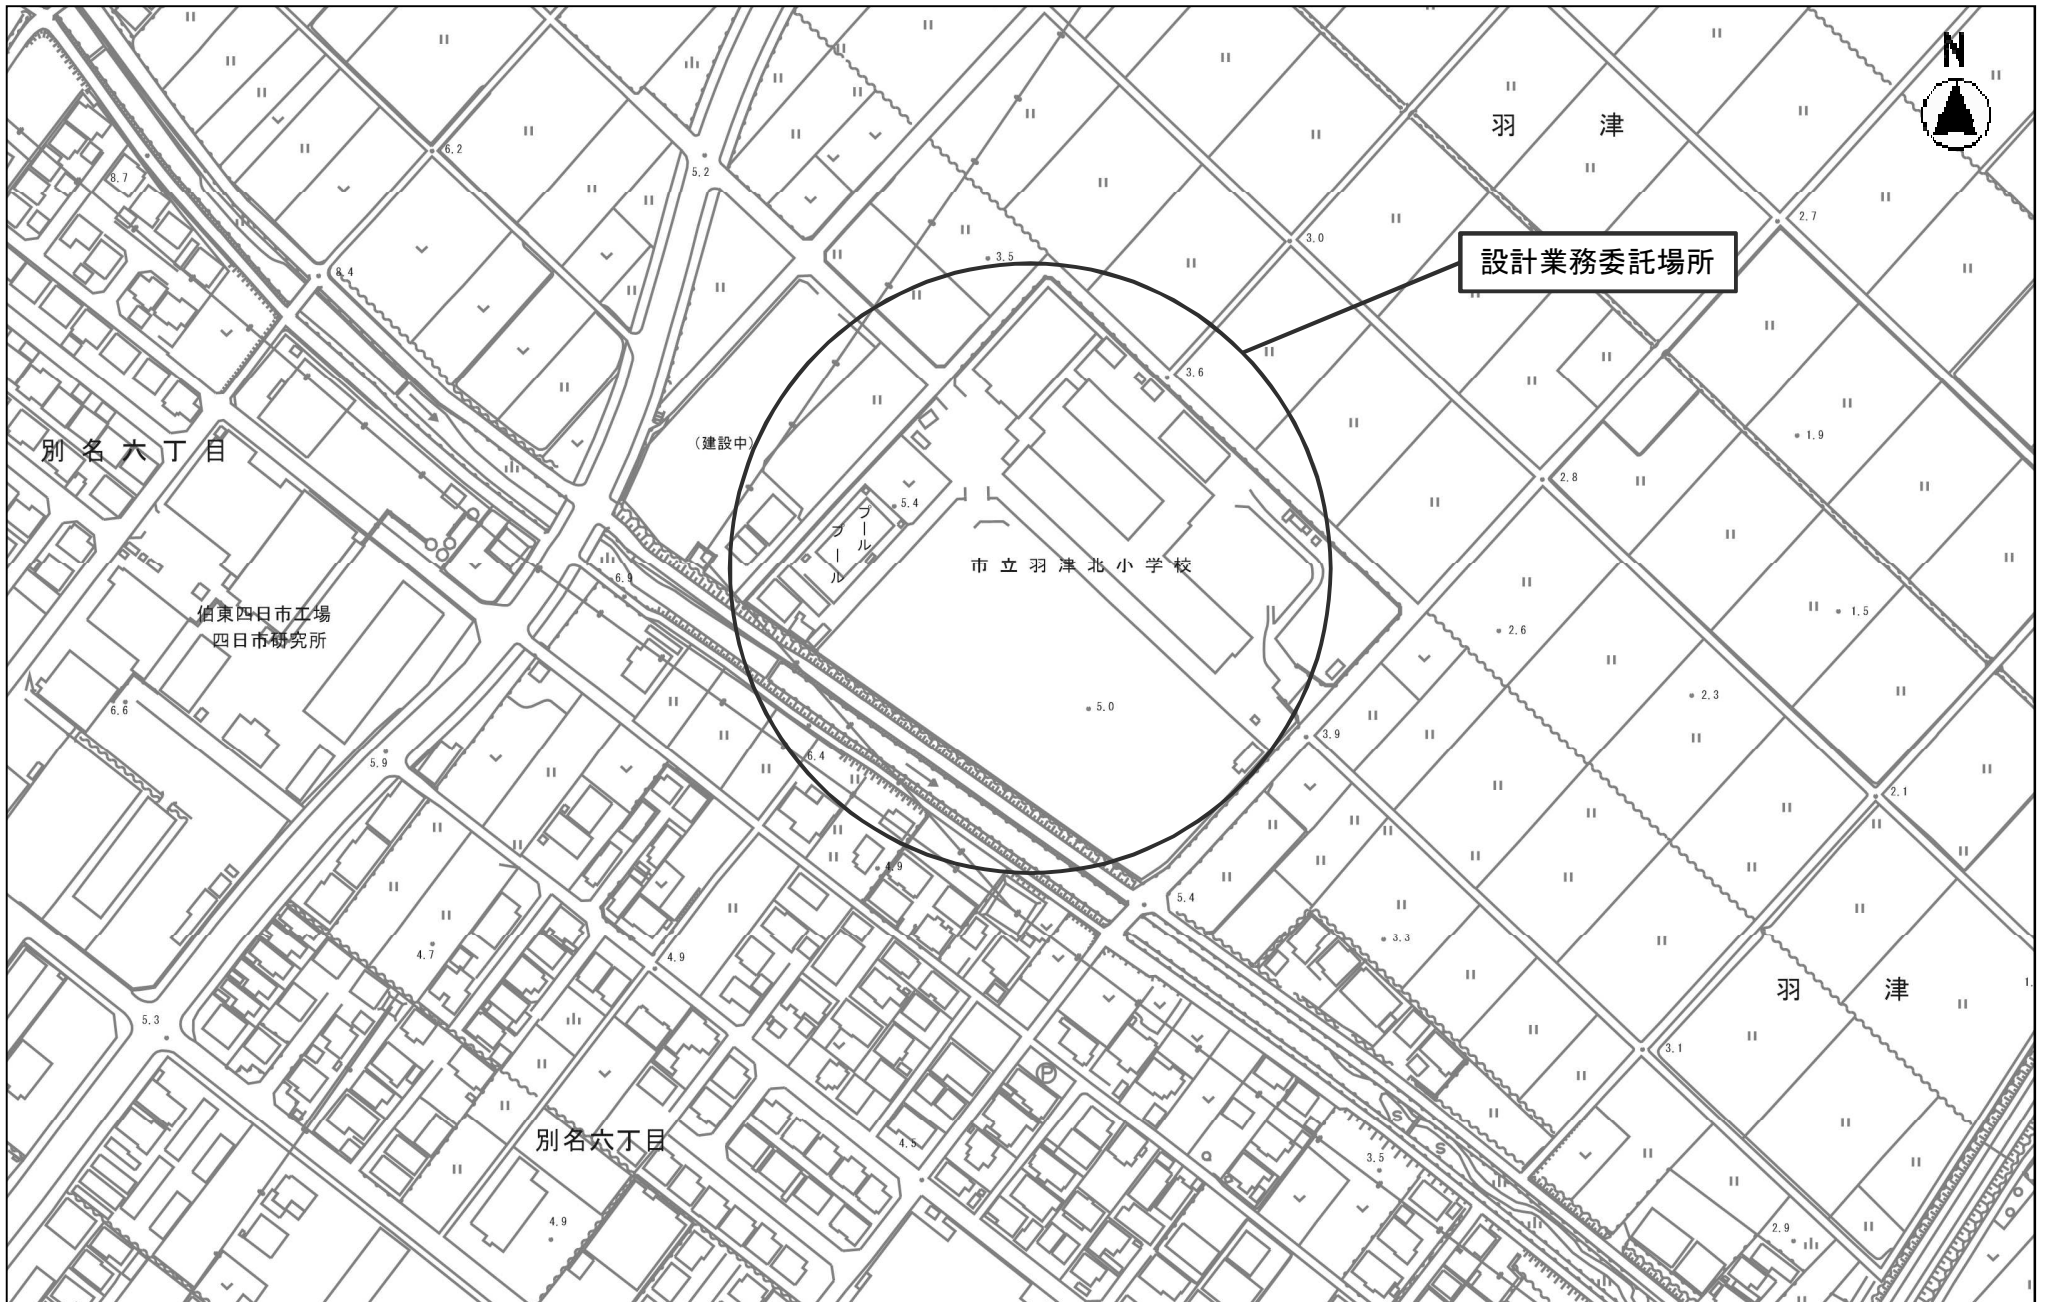 N
羽 津
6.2
5.2
8.7
2.7
3.0
3.5
設計業務委託場所
8.4
3.6
1.9
(建設中)
別名六丁目
2.8
5.4
プール
プール
市立羽津北小学校
6.9
伯東四日市工場
四日市研究所
1.5
2.6
2.3
6.6
5.0
3.9
6.4
5.9
2.1
4.9
5.4
3.3
4.7
4.9
羽 津
1.
5.3
3.1
P
S
S
別名六丁目
4.5
3.5
4.9
2.9